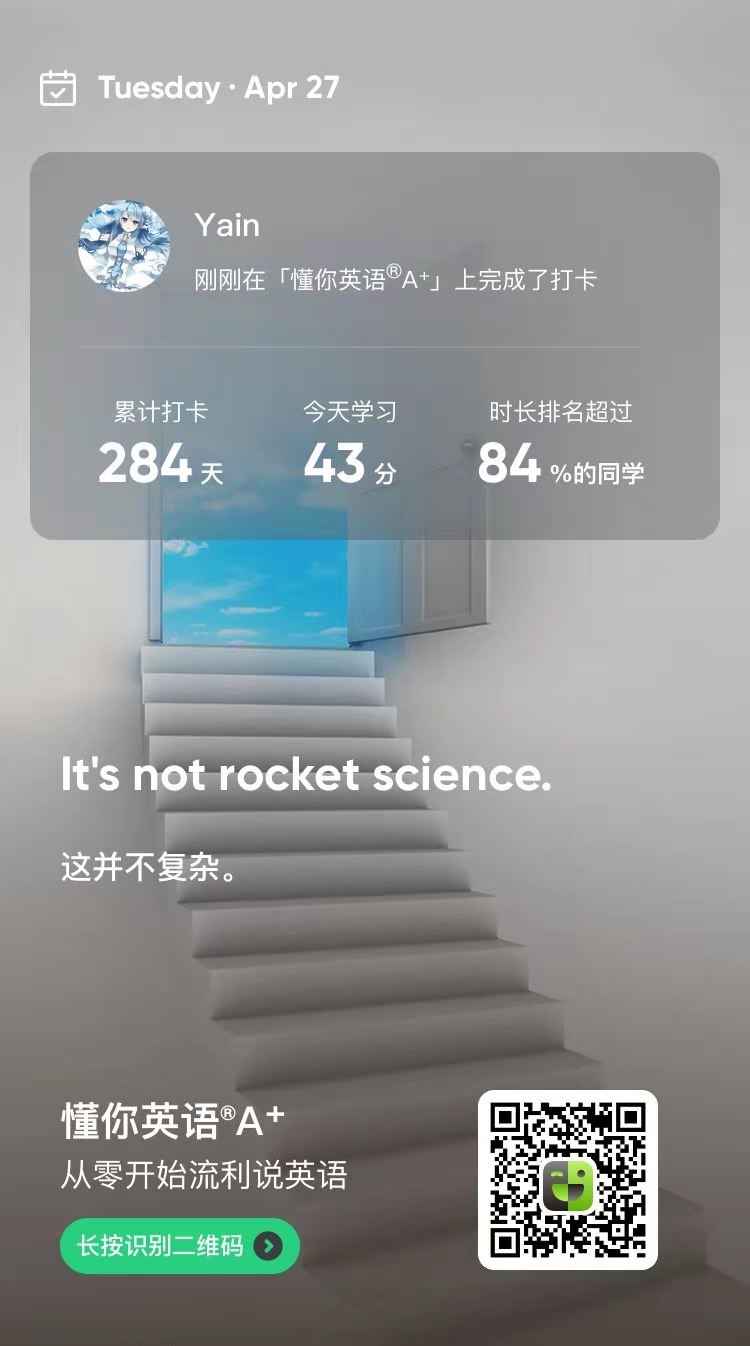 Tuesday · Apr 27
Yain
刚刚在「懂你英语®A⁺」上完成了打卡
累计打卡 今天学习 时长排名超过
284 天 43 分 84 %的同学
It's not rocket science.
这并不复杂。
懂你英语®A⁺
从零开始流利说英语
长按识别二维码